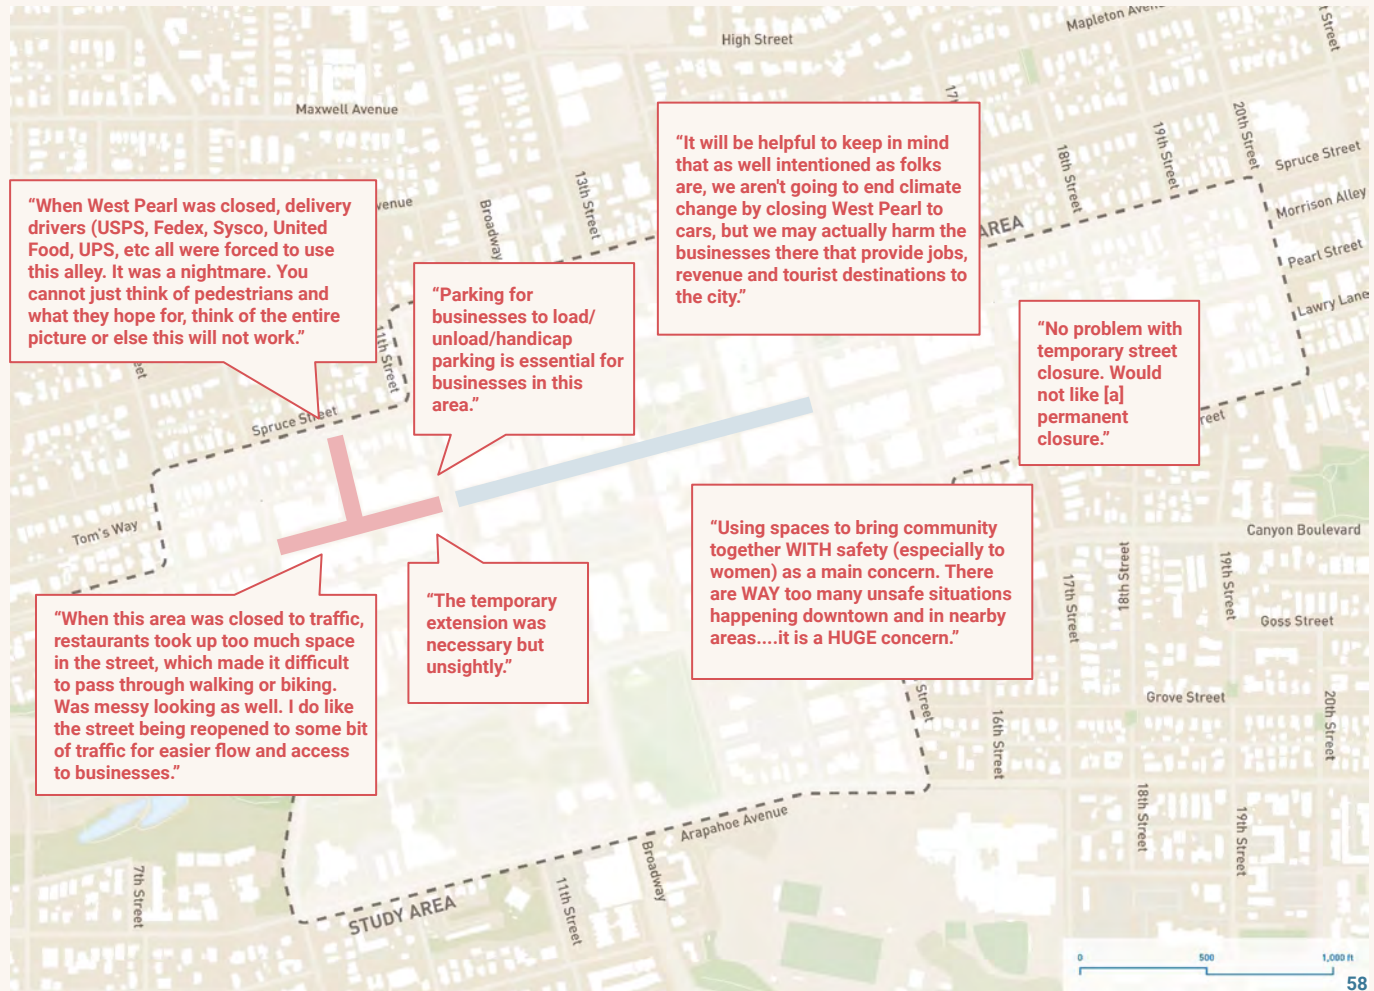 High Street
Mapleton Avenue
Maxwell Avenue
13th Street
Broadway
18th Street
19th Street
20th Street
Spruce Street
Morrison Alley
Pearl Street
Lawry Lane
AREA
“When West Pearl was closed, delivery
drivers (USPS, Fedex, Sysco, United
Food, UPS, etc all were forced to use
this alley. It was a nightmare. You
cannot just think of pedestrians and
what they hope for, think of the entire
picture or else this will not work.”
“It will be helpful to keep in mind
that as well intentioned as folks
are, we aren't going to end climate
change by closing West Pearl to
cars, but we may actually harm the
businesses there that provide jobs,
revenue and tourist destinations to
the city.”
“Parking for
businesses to load/
unload/handicap
parking is essential for
businesses in this
area.”
“No problem with
temporary street
closure. Would
not like [a]
permanent
closure.”
11th Street
Spruce Street
Tom's Way
“Using spaces to bring community
together WITH safety (especially to
women) as a main concern. There
are WAY too many unsafe situations
happening downtown and in nearby
areas....it is a HUGE concern.”
Canyon Boulevard
“The temporary
extension was
necessary but
unsightly.”
“When this area was closed to traffic,
restaurants took up too much space
in the street, which made it difficult
to pass through walking or biking.
Was messy looking as well. I do like
the street being reopened to some bit
of traffic for easier flow and access
to businesses.”
17th Street
18th Street
19th Street
Goss Street
Grove Street
Street
16th Street
20th Street
Arapahoe Avenue
18th Street
19th Street
7th Street
STUDY AREA
11th Street
Broadway
0 500 1,000 ft
58